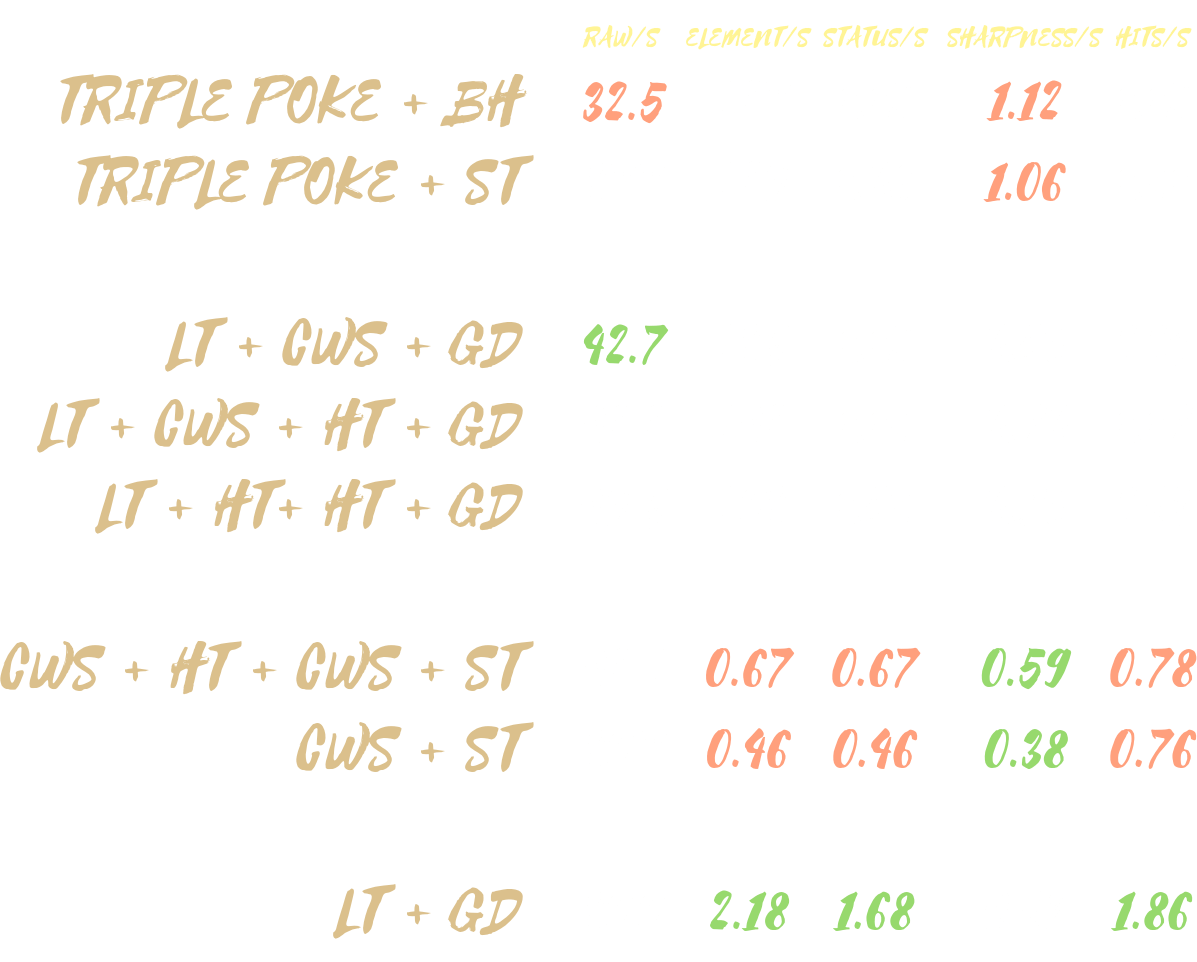 RAW/S ELEMENT/S STATUS/S SHARPNESS/S HITS/S
TRIPLE POKE + BH 32.5 1.12
TRIPLE POKE + ST 1.06
LT + CWS + GD 42.7
LT + CWS + HT + GD
LT + HT+ HT + GD
CWS + HT + CWS + ST 0.67 0.67 0.59 0.78
CWS + ST 0.46 0.46 0.38 0.76
LT + GD 2.18 1.68 1.86